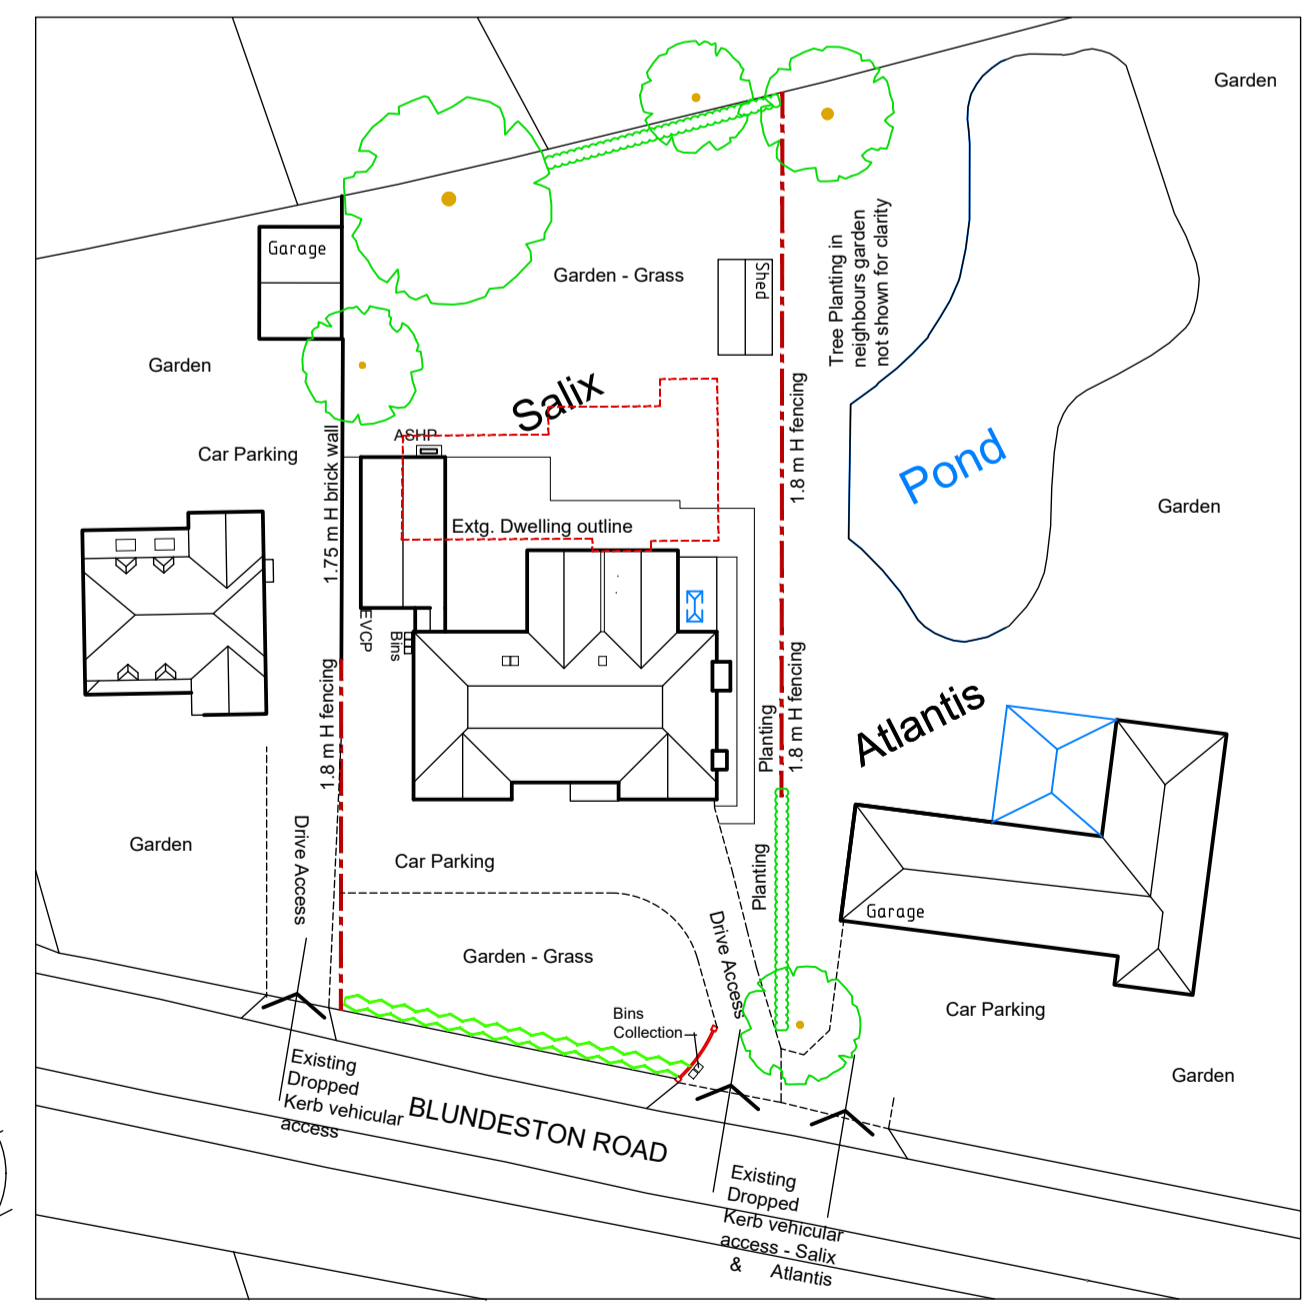 Garden
Garage
Garden - Grass
Shed
Tree Planting in
neighbours garden
not shown for clarity
Garden
Salix
1.8 m H fencing
ASHP
Car Parking
1.75 m H brick wall
Pond
Garden
Extg. Dwelling outline
EVCP
Bins
1.8 m H fencing
Planting
1.8 m H fencing
Atlantis
Garden
Drive Access
Car Parking
Planting
Garage
Drive Access
Garden - Grass
Bins
Collection
Car Parking
Garden
Existing
Dropped
Kerb vehicular
access
BLUNDESTON ROAD
Existing
Dropped
Kerb vehicular
access - Salix
& Atlantis